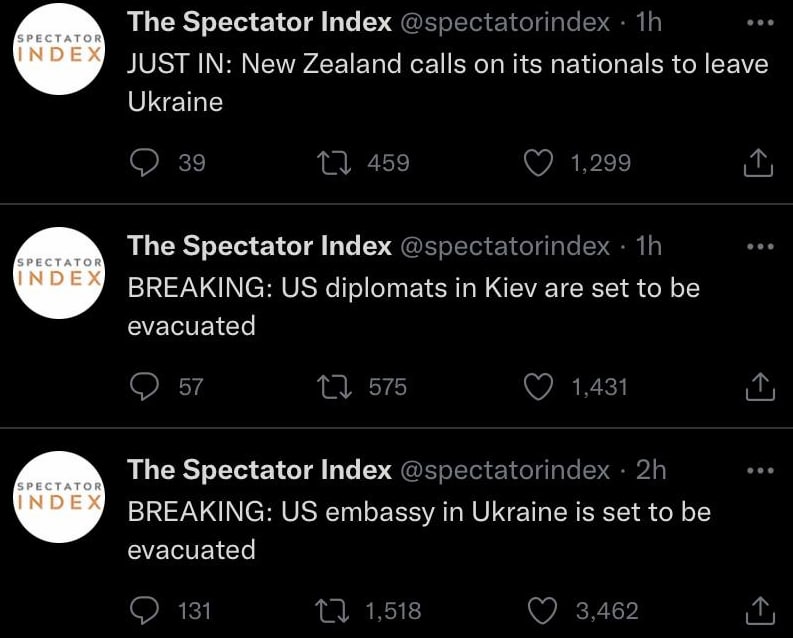 SPECTATOR
INDEX
The Spectator Index @spectatorindex · 1h
JUST IN: New Zealand calls on its nationals to leave
Ukraine
39 459 1,299
SPECTATOR
INDEX
The Spectator Index @spectatorindex · 1h
BREAKING: US diplomats in Kiev are set to be
evacuated
57 575 1,431
SPECTATOR
INDEX
The Spectator Index @spectatorindex · 2h
BREAKING: US embassy in Ukraine is set to be
evacuated
131 1,518 3,462